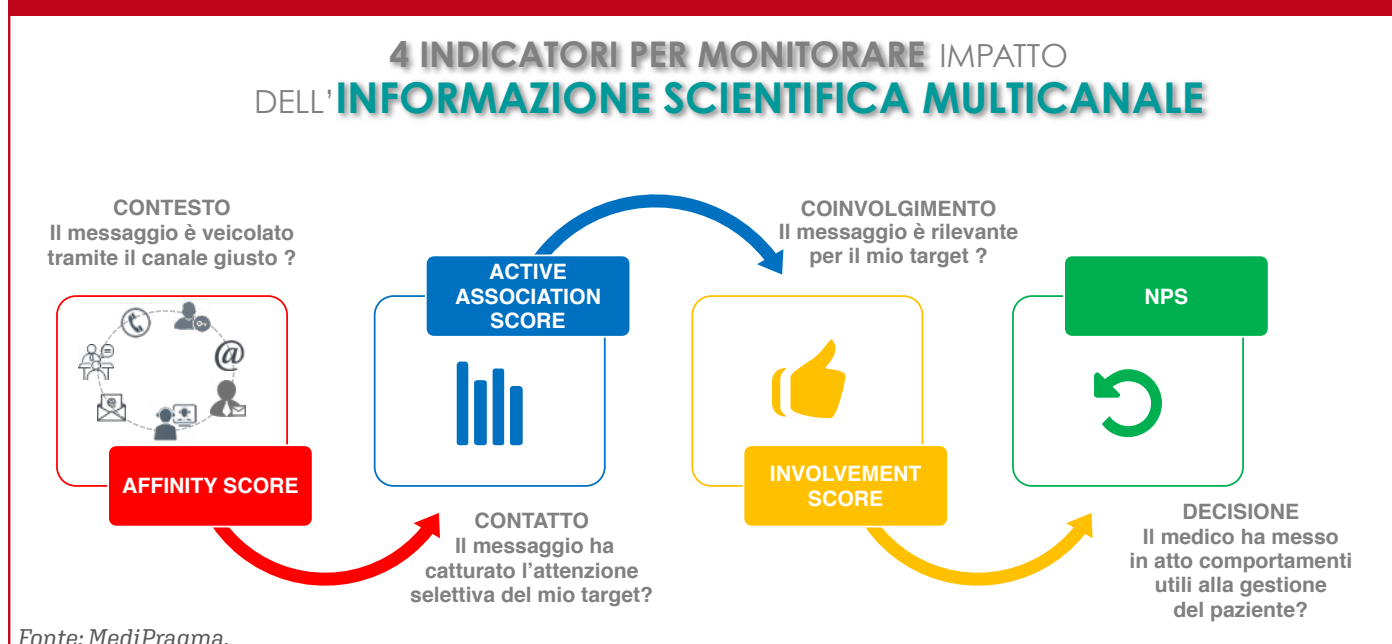 4 INDICATORI PER MONITORARE IMPATTO
DELL'INFORMAZIONE SCIENTIFICA MULTICANALE
CONTESTO
Il messaggio è veicolato
tramite il canale giusto ?
@
AFFINITY SCORE
ACTIVE
ASSOCIATION
SCORE
CONTATTO
Il messaggio ha
catturato l'attenzione
selettiva del mio target?
COINVOLGIMENTO
Il messaggio è rilevante
per il mio target ?
INVOLVEMENT
SCORE
NPS
DECISIONE
Il medico ha messo
in atto comportamenti
utili alla gestione
del paziente?
Fonte: MediPragma.